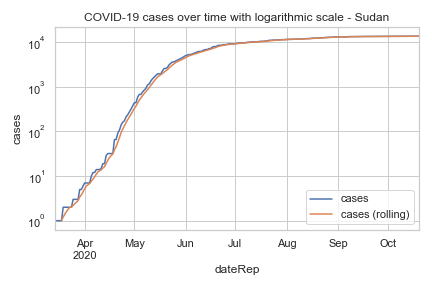 COVID-19 cases over time with logarithmic scale - Sudan
10⁴
10³
10²
10¹
10⁰
cases
cases
cases (rolling)
Apr May Jun Jul Aug Sep Oct
2020
dateRep